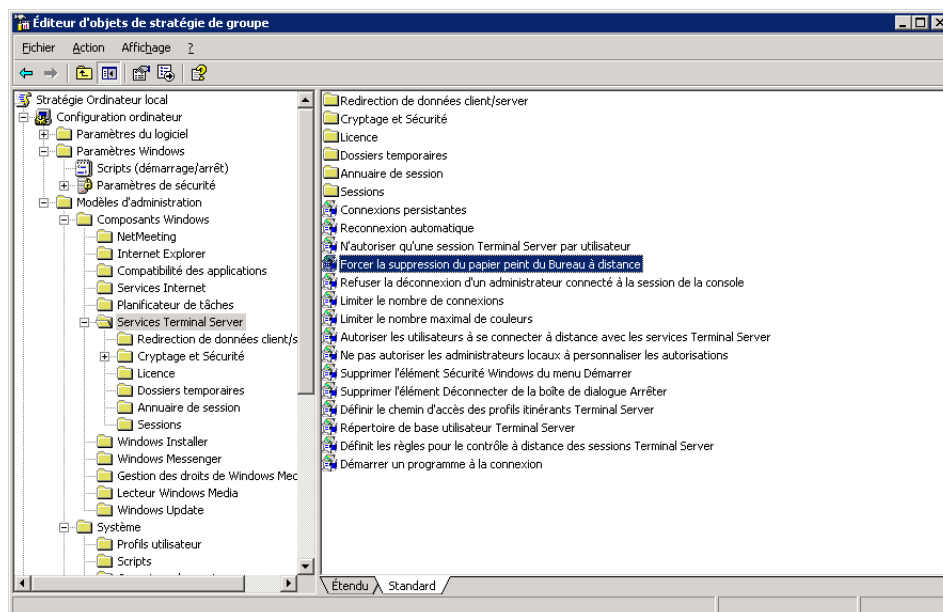 Éditeur d'objets de stratégie de groupe
Fichier Action Affichage ?
Stratégie Ordinateur local
Configuration ordinateur
Paramètres du logiciel
Paramètres Windows
Scripts (démarrage/arrêt)
Paramètres de sécurité
Modèles d'administration
Composants Windows
NetMeeting
Internet Explorer
Compatibilité des applications
Services Internet
Planificateur de tâches
Services Terminal Server
Redirection de données client/s
Cryptage et Sécurité
Licence
Dossiers temporaires
Annuaire de session
Sessions
Windows Installer
Windows Messenger
Gestion des droits de Windows Med
Lecteur Windows Media
Windows Update
Système
Profils utilisateur
Scripts
Redirection de données client/server
Cryptage et Sécurité
Licence
Dossiers temporaires
Annuaire de session
Sessions
Connexions persistantes
Reconnexion automatique
N'autoriser qu'une session Terminal Server par utilisateur
Forcer la suppression du papier peint du Bureau à distance
Refuser la déconnexion d'un administrateur connecté à la session de la console
Limiter le nombre de connexions
Limiter le nombre maximal de couleurs
Autoriser les utilisateurs à se connecter à distance avec les services Terminal Server
Ne pas autoriser les administrateurs locaux à personnaliser les autorisations
Supprimer l'élément Sécurité Windows du menu Démarrer
Supprimer l'élément Déconnecter de la boîte de dialogue Arrêter
Définir le chemin d'accès des profils itinérants Terminal Server
Répertoire de base utilisateur Terminal Server
Définit les règles pour le contrôle à distance des sessions Terminal Server
Démarrer un programme à la connexion
Étendu Standard